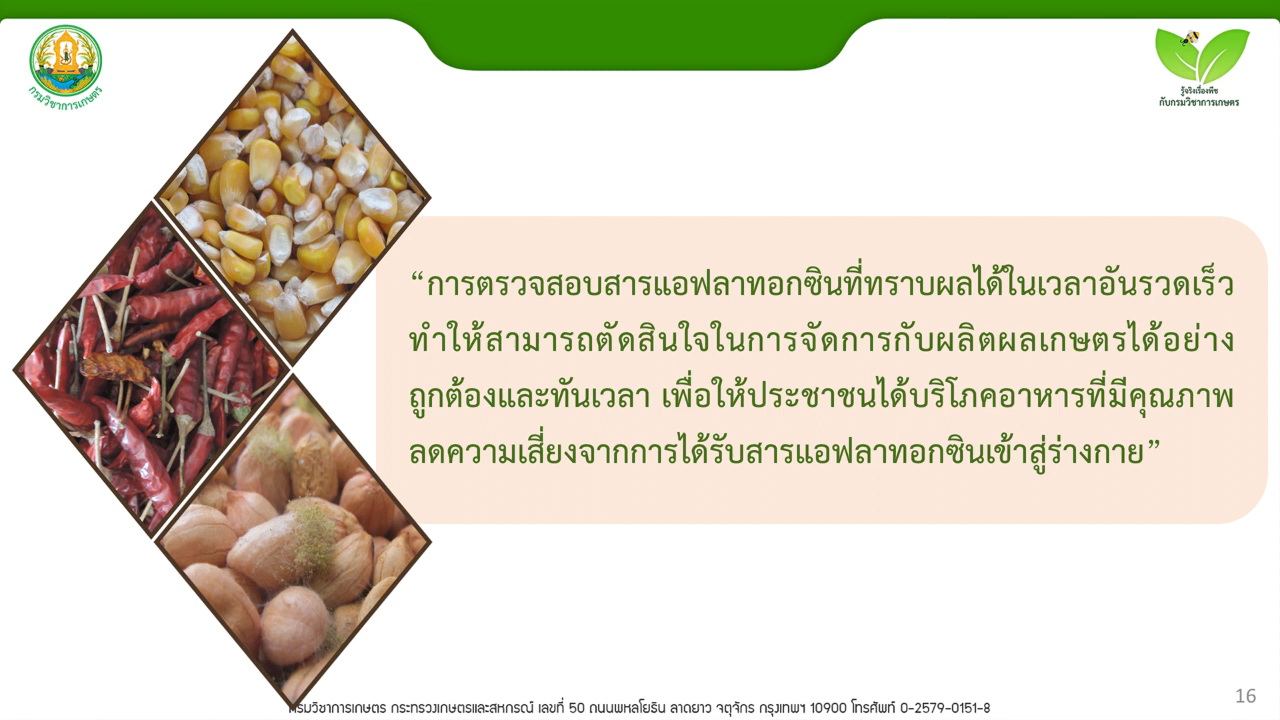 กรมวิชาการเกษตร
รู้จริงเรื่องพืช
กับกรมวิชาการเกษตร
“การตรวจสอบสารแอฟลาทอกซินที่ทราบผลได้ในเวลาอันรวดเร็ว
ทำให้สามารถตัดสินใจในการจัดการกับผลิตผลเกษตรได้อย่าง
ถูกต้องและทันเวลา เพื่อให้ประชาชนได้บริโภคอาหารที่มีคุณภาพ
ลดความเสี่ยงจากการได้รับสารแอฟลาทอกซินเข้าสู่ร่างกาย”
กรมวิชาการเกษตร กระทรวงเกษตรและสหกรณ์ เลขที่ 50 ถนนพหลโยธิน ลาดยาว จตุจักร กรุงเทพฯ 10900 โทรศัพท์ 0-2579-0151-8
16